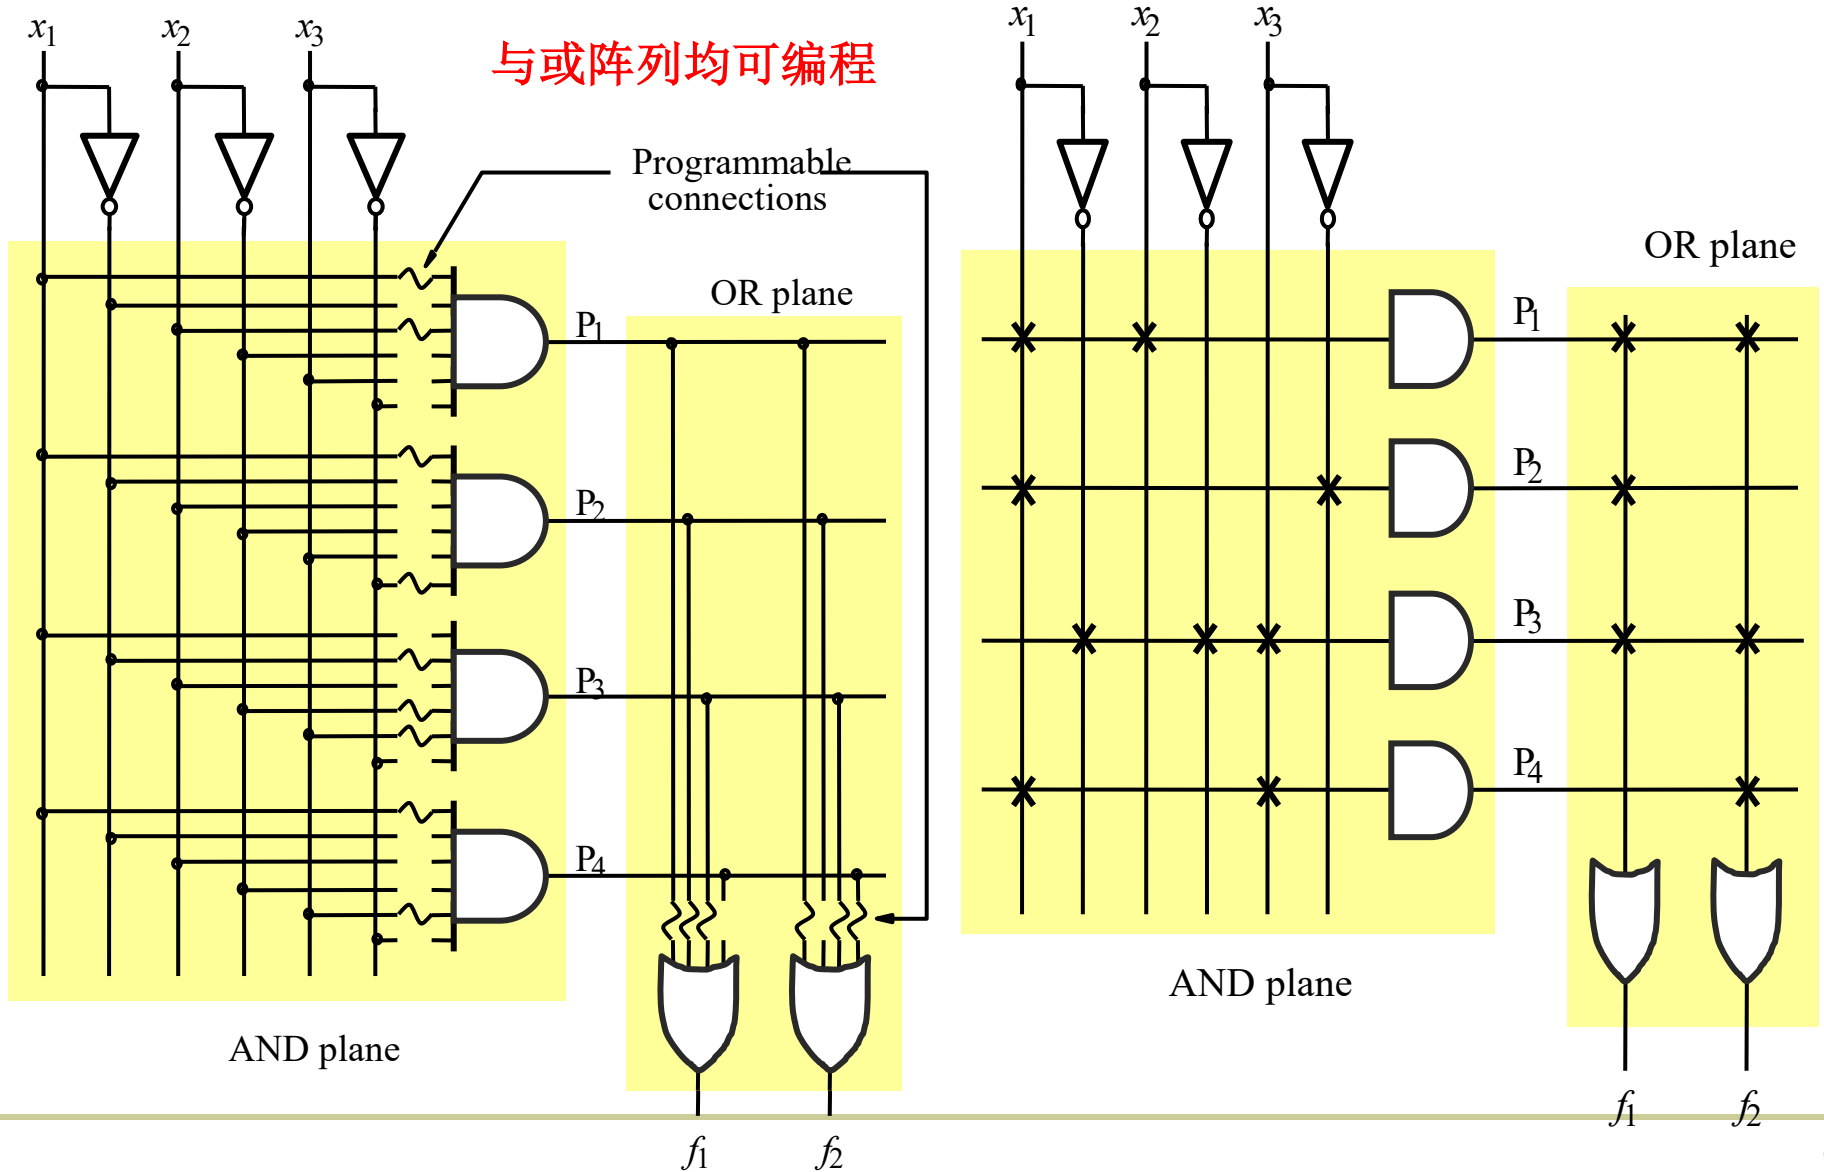 x1 x2 x3
与或阵列均可编程
Programmable
connections
OR plane
P1
P2
P3
P4
AND plane
f1 f2
x1 x2 x3
OR plane
P1
P2
P3
P4
AND plane
f1 f2